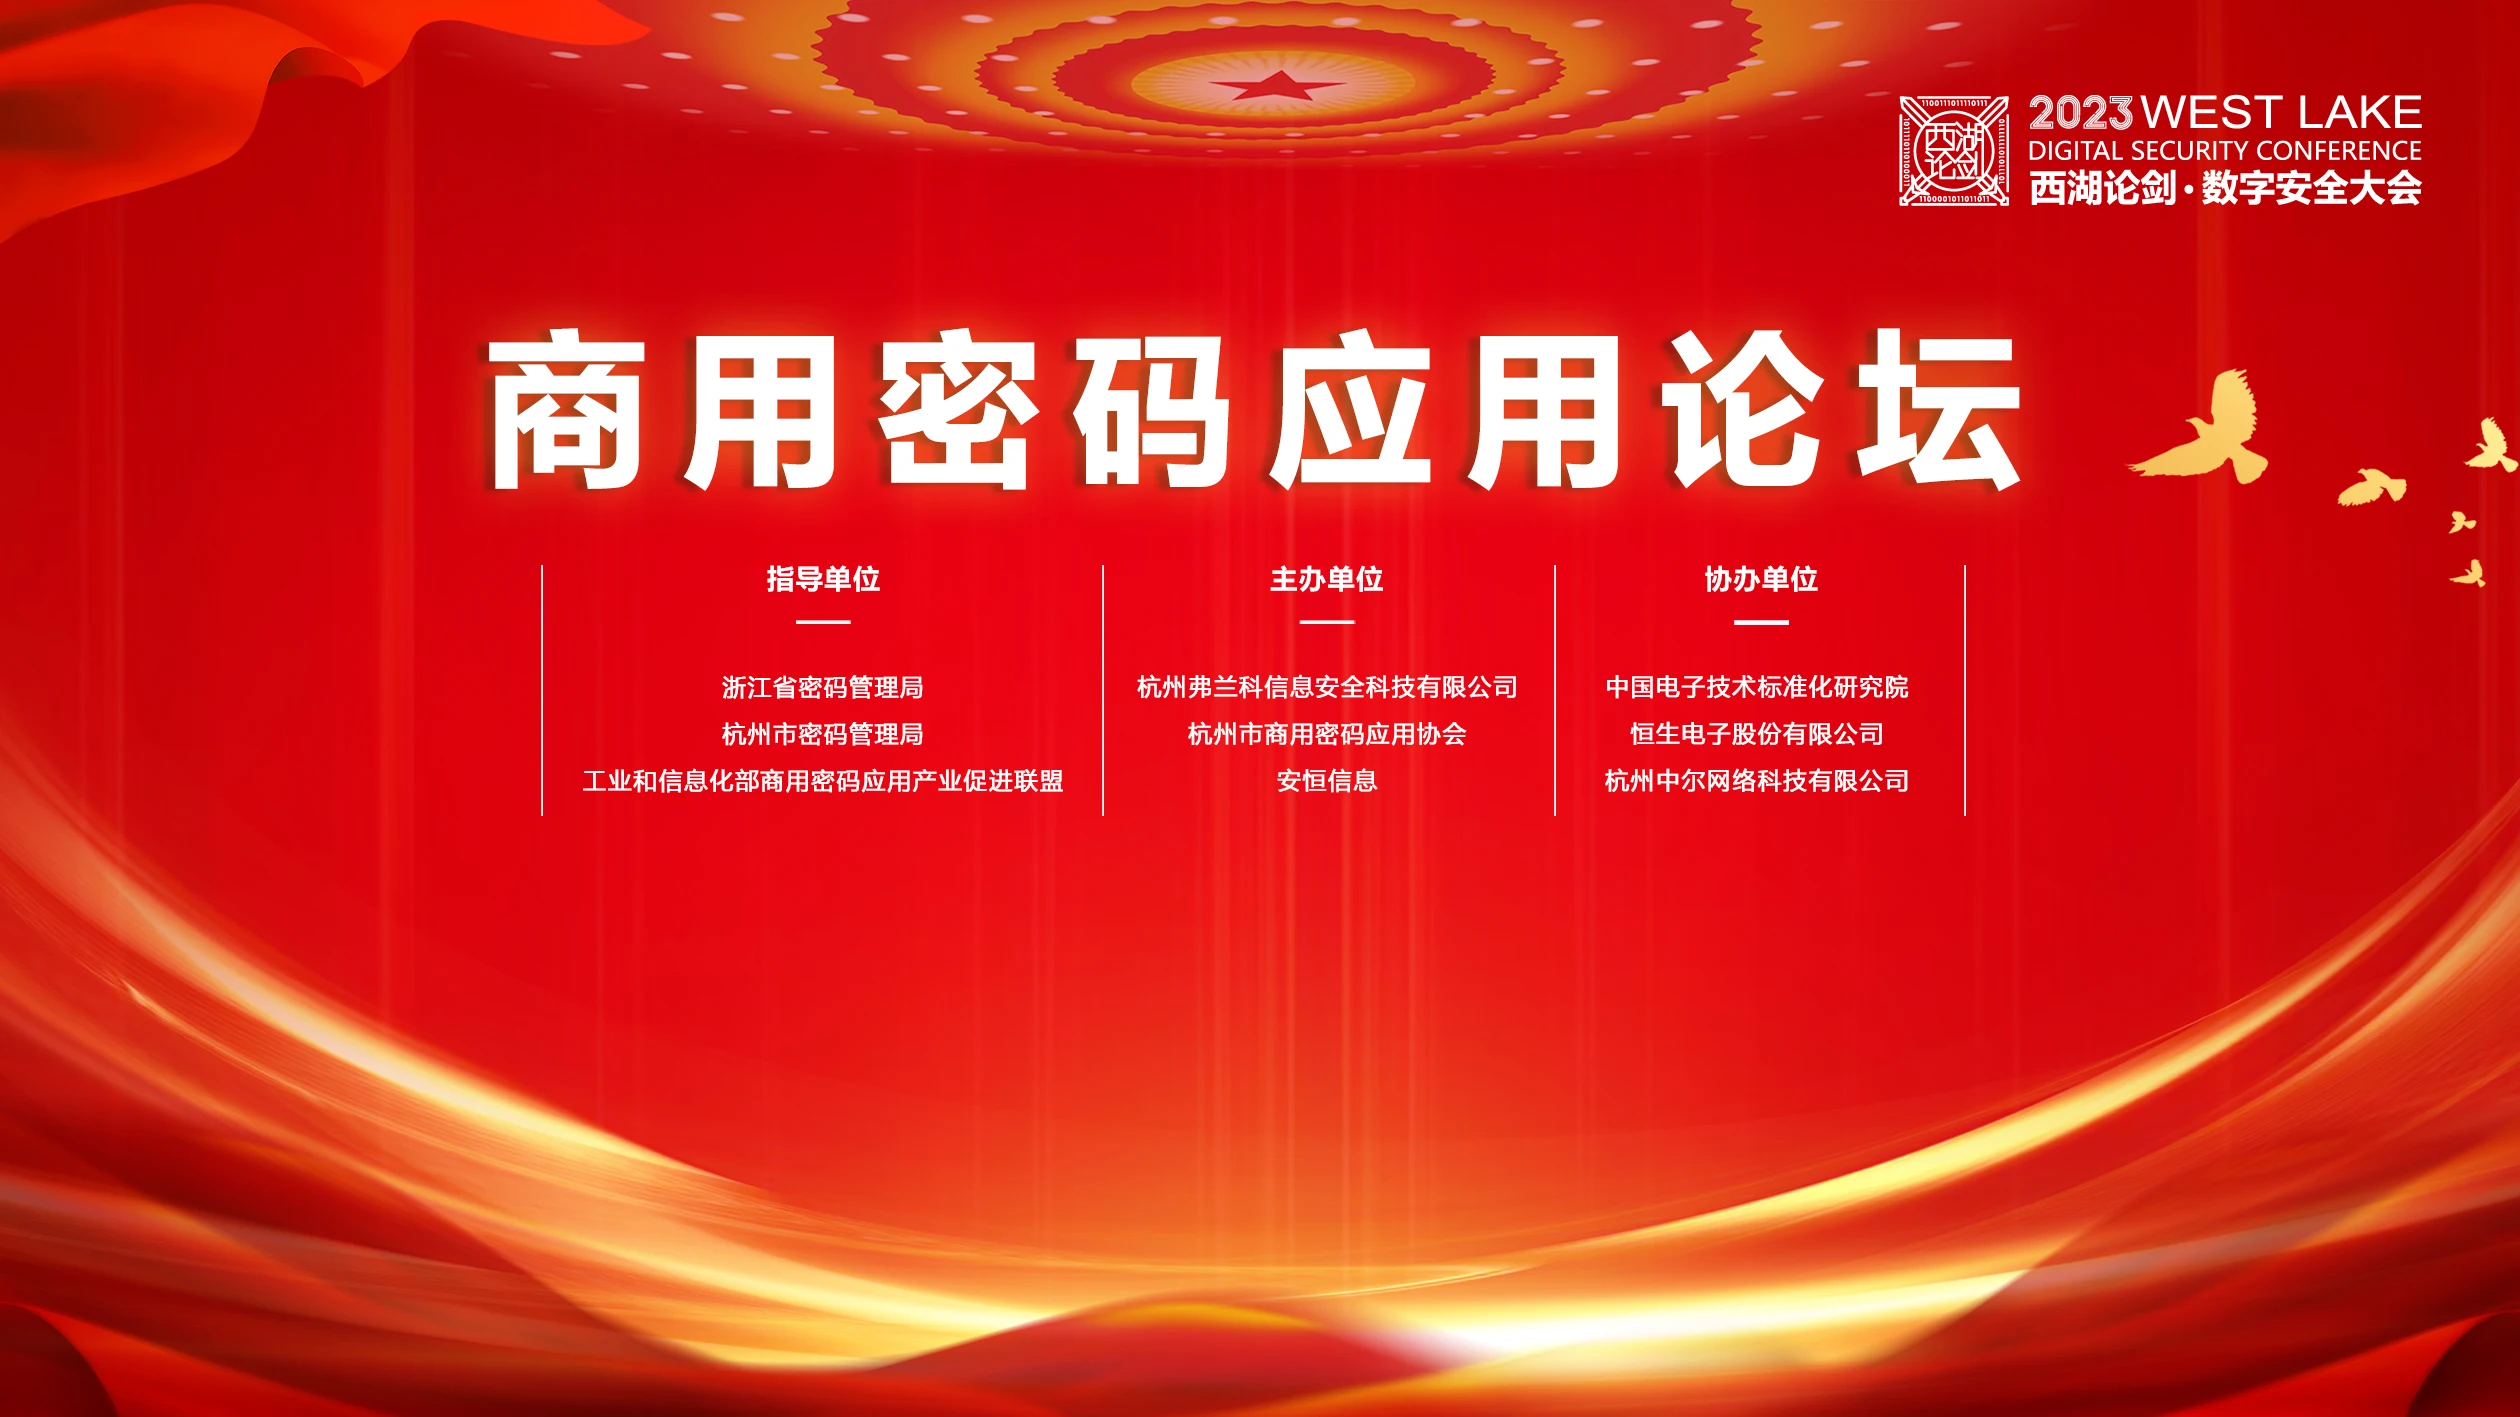 1100111011110111
西湖论剑
1100001011011011
2023 WEST LAKE
DIGITAL SECURITY CONFERENCE
西湖论剑·数字安全大会
商用密码应用论坛
指导单位
浙江省密码管理局
杭州市密码管理局
工业和信息化部商用密码应用产业促进联盟
主办单位
杭州弗兰科信息安全科技有限公司
杭州市商用密码应用协会
安恒信息
协办单位
中国电子技术标准化研究院
恒生电子股份有限公司
杭州中尔网络科技有限公司